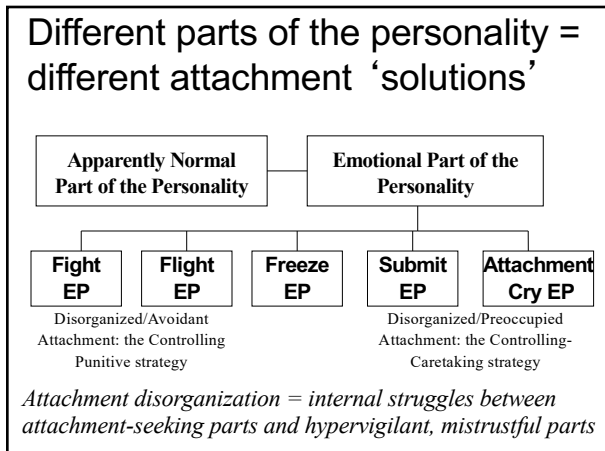 Different parts of the personality =
different attachment ‘solutions’
Apparently Normal
Part of the Personality
Emotional Part of the
Personality
Fight
EP
Flight
EP
Freeze
EP
Submit
EP
Attachment
Cry EP
Disorganized/Avoidant
Attachment: the Controlling
Punitive strategy
Disorganized/Preoccupied
Attachment: the Controlling-
Caretaking strategy
Attachment disorganization = internal struggles between
attachment-seeking parts and hypervigilant, mistrustful parts